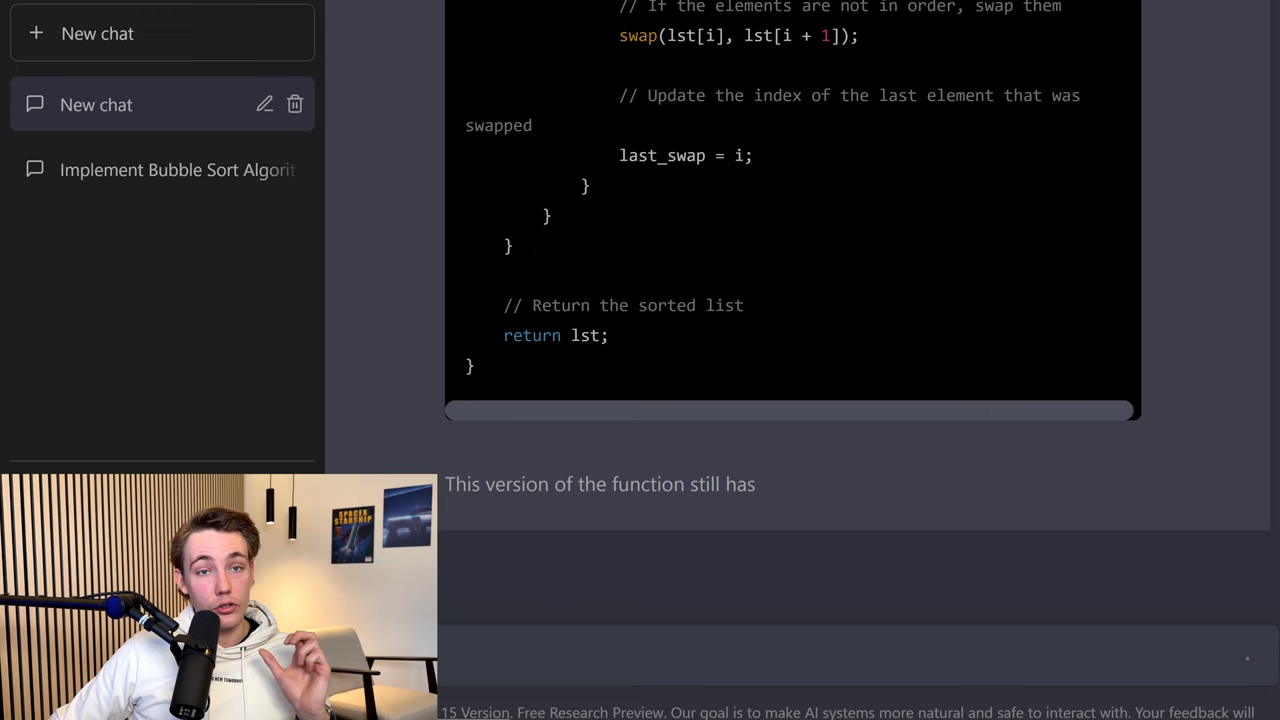 New chat
New chat
Implement Bubble Sort Algorit
// If the elements are not in order, swap them
swap(lst[i], lst[i + 1]);
// Update the index of the last element that was
swapped
last_swap = i;
}
}
}
// Return the sorted list
return lst;
}
This version of the function still has
SPACEX
STARSHIP
15 Version. Free Research Preview. Our goal is to make AI systems more natural and safe to interact with. Your feedback will